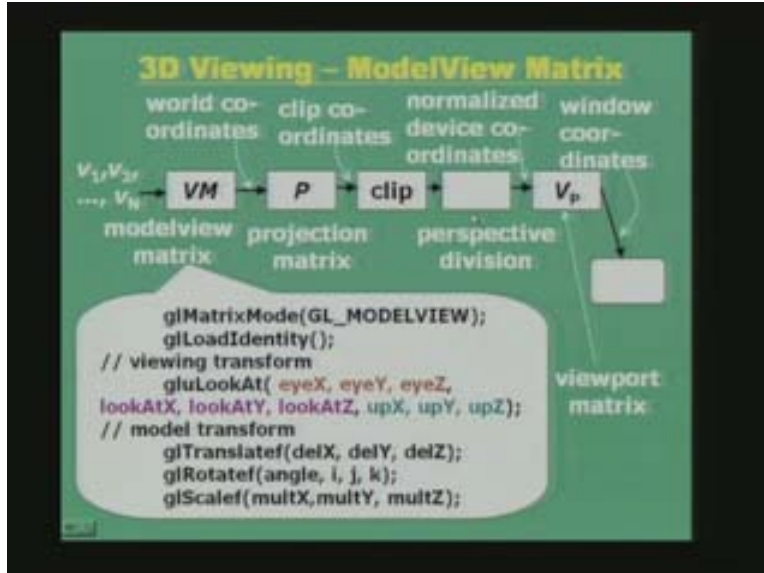 3D Viewing – ModelView Matrix
world co-
ordinates
clip co-
ordinates
normalized
device co-
ordinates
window
coor-
dinates
v1,v2,
..., vN
VM
P
clip
Vp
modelview
matrix
projection
matrix
perspective
division
viewport
matrix
glMatrixMode(GL_MODELVIEW);
glLoadIdentity();
// viewing transform
gluLookAt( eyeX, eyeY, eyeZ,
lookAtX, lookAtY, lookAtZ, upX, upY, upZ);
// model transform
glTranslatef(delX, delY, delZ);
glRotatef(angle, i, j, k);
glScalef(multX,multY, multZ);